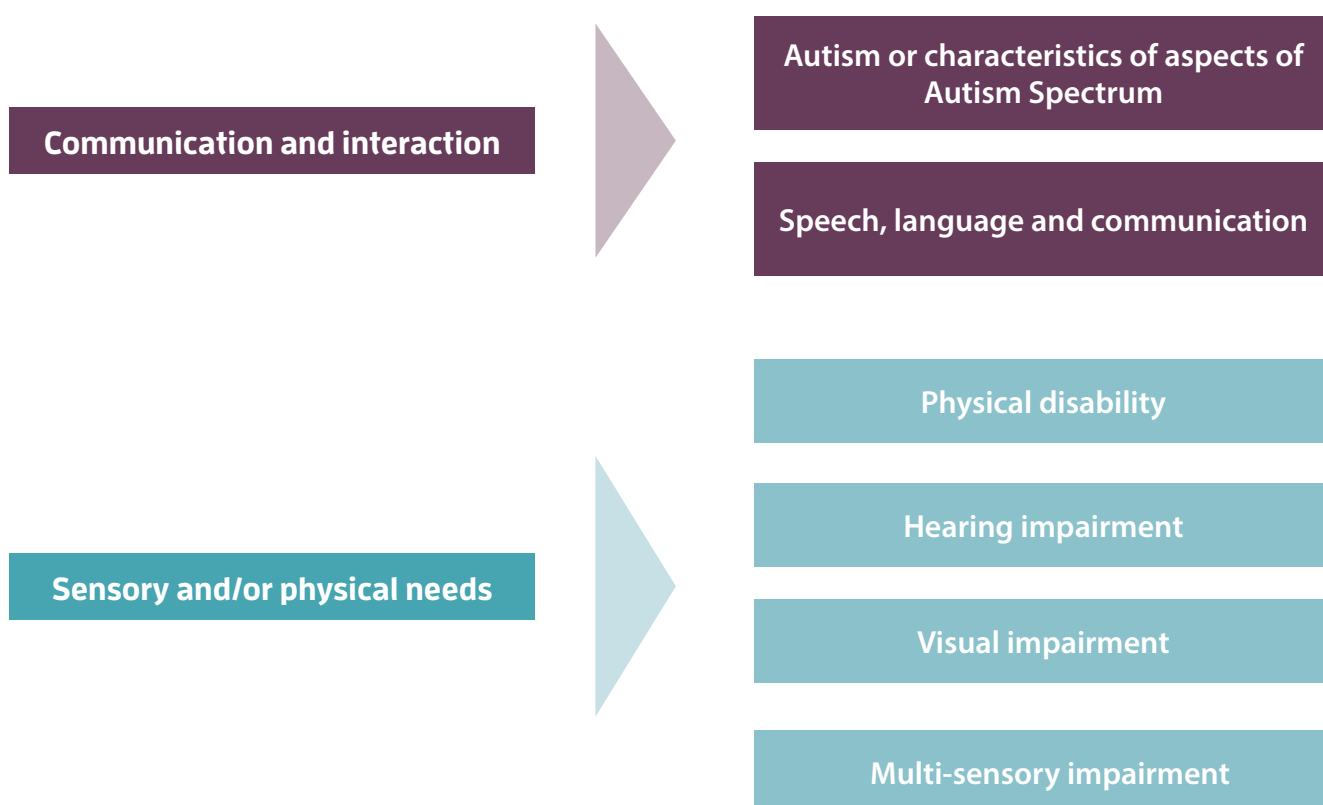 Communication and interaction
Autism or characteristics of aspects of
Autism Spectrum
Speech, language and communication
Sensory and/or physical needs
Physical disability
Hearing impairment
Visual impairment
Multi-sensory impairment